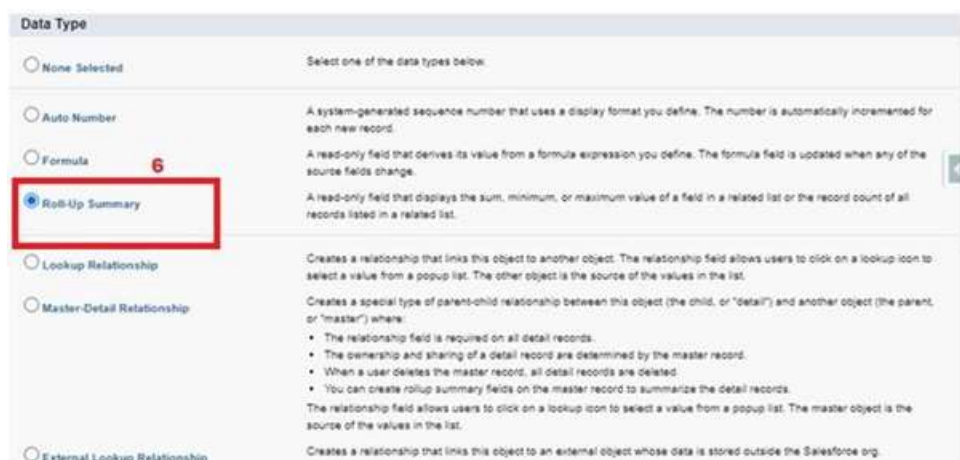 Data Type
None Selected
Select one of the data types below.
Auto Number
A system-generated sequence number that uses a display format you define. The number is automatically incremented for
each new record.
Formula
6
A read-only field that derives its value from a formula expression you define. The formula field is updated when any of the
source fields change.
Roll-Up Summary
A read-only field that displays the sum, minimum, or maximum value of a field in a related list or the record count of all
records listed in a related list.
Lookup Relationship
Creates a relationship that links this object to another object. The relationship field allows users to click on a lookup icon to
select a value from a popup list. The other object is the source of the values in the list.
Master-Detail Relationship
Creates a special type of parent-child relationship between this object (the child, or "detail") and another object (the parent,
or "master") where:
• The relationship field is required on all detail records.
• The ownership and sharing of a detail record are determined by the master record.
• When a user deletes the master record, all detail records are deleted.
• You can create rollup summary fields on the master record to summarize the detail records.
The relationship field allows users to click on a lookup icon to select a value from a popup list. The master object is the
source of the values in the list.
External Lookup Relationship
Creates a relationship that links this object to an external object whose data is stored outside the Salesforce org.